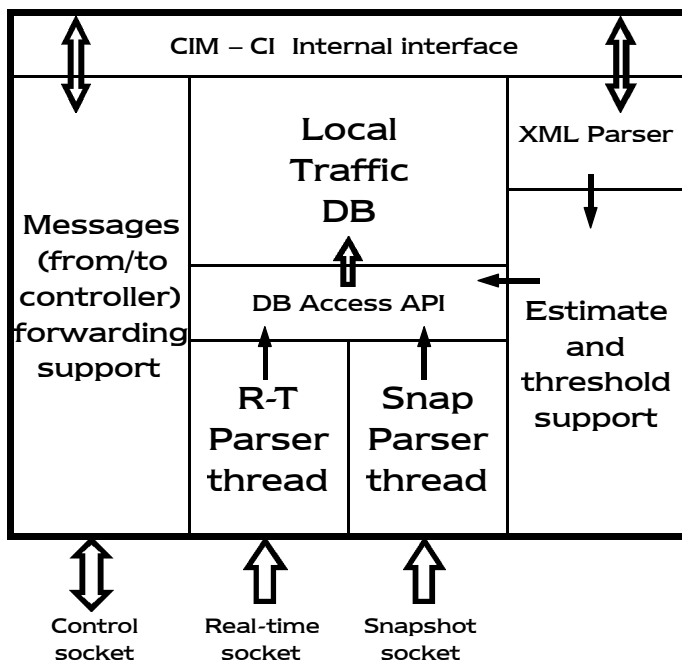 CIM – CI Internal interface
Local
Traffic
DB
XML Parser
Messages
(from/to
controller)
forwarding
support
DB Access API
Estimate
and
threshold
support
R-T
Parser
thread
Snap
Parser
thread
Control
socket
Real-time
socket
Snapshot
socket